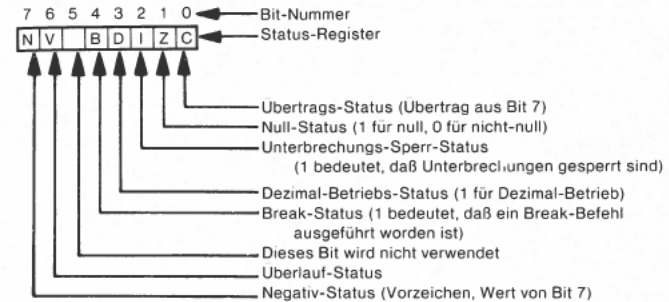 7 6 5 4 3 2 1 0 Bit-Nummer
N V B D I Z C Status-Register
Übertrags-Status (Übertrag aus Bit 7)
Null-Status (1 für null, 0 für nicht-null)
Unterbrechungs-Sperr-Status
(1 bedeutet, daß Unterbrechungen gesperrt sind)
Dezimal-Betriebs-Status (1 für Dezimal-Betrieb)
Break-Status (1 bedeutet, daß ein Break-Befehl
ausgeführt worden ist)
Dieses Bit wird nicht verwendet
Überlauf-Status
Negativ-Status (Vorzeichen, Wert von Bit 7)